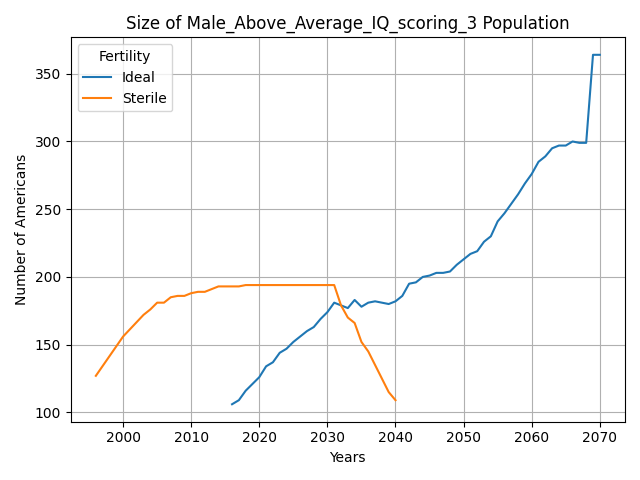 Size of Male_Above_Average_IQ_scoring_3 Population
Fertility
Ideal
Sterile
Number of Americans
350
300
250
200
150
100
2000 2010 2020 2030 2040 2050 2060 2070
Years